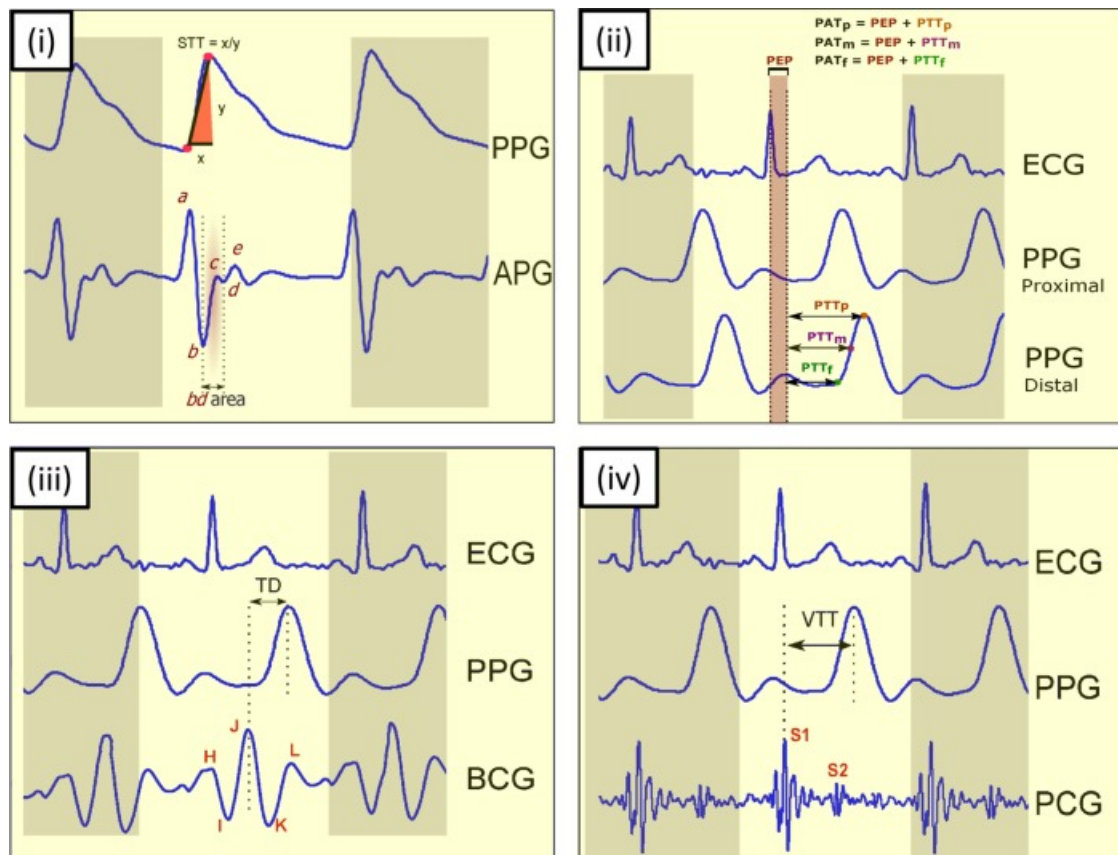 (i)
STT = x/y
y
x
PPG
a
e
c
d
APG
b
bd area
(ii)
PATp = PEP + PTTp
PATm = PEP + PTTm
PATf = PEP + PTTf
PEP
ECG
PPG
Proximal
PTTp
PTTm
PTTf
PPG
Distal
(iii)
ECG
TD
PPG
J
H
L
BCG
I
K
(iv)
ECG
VTT
PPG
S1
S2
PCG